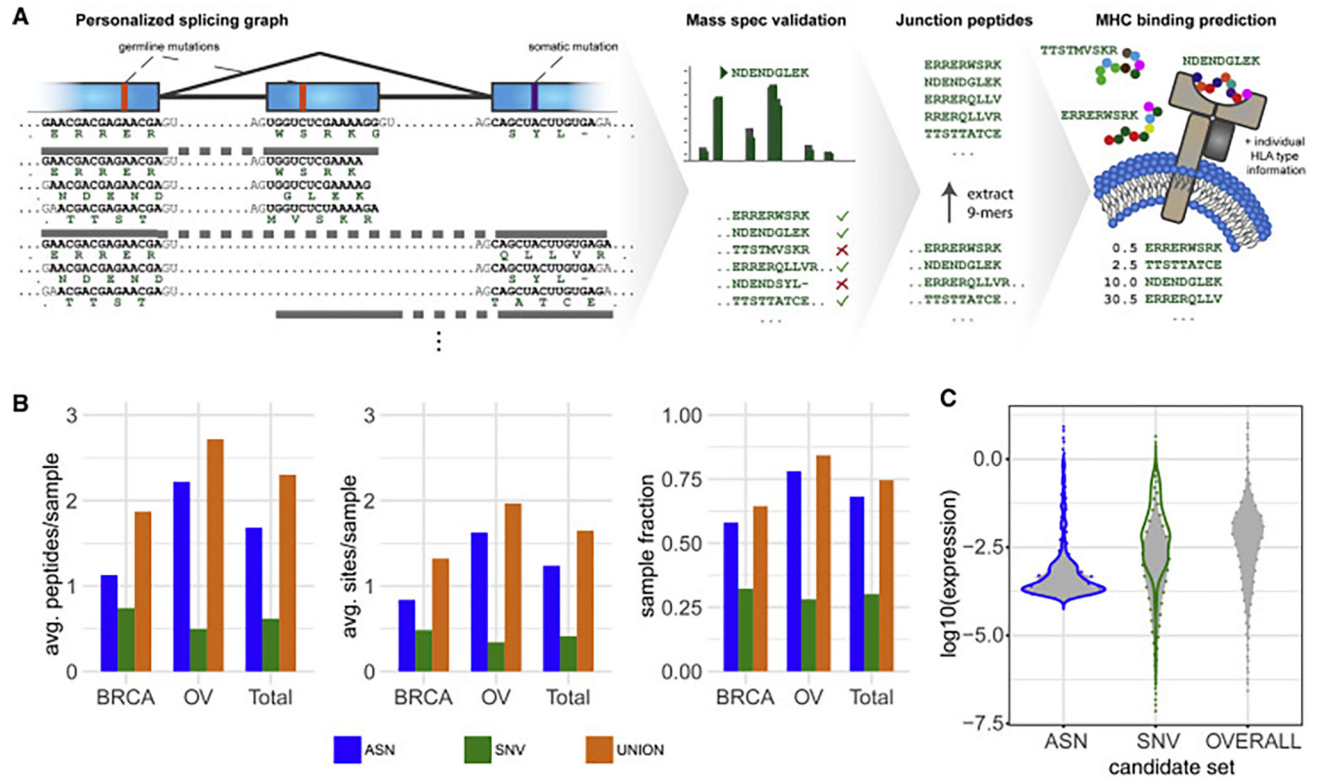 A
Personalized splicing graph
germline mutations
somatic mutation
GAACGACGAGAACGAGU AGUGGUCUCGAAAAGGGU AGCAGCUACUUGUGAGA
E R R E R W S R K G S Y L -
GAACGACGAGAACGAGU AGUGGUCUCGAAAA
E R R E R W S R K
GAACGACGAGAACGAGU AGUGGUCUCGAAAAG
N D E N D G L E K
GAACGACGAGAACGAGU AGUGGUCUCUAAAAGA
T T S T M V S K R
GAACGACGAGAACGAGU AGCAGCUACUUGUGAGA
E R R E R Q L L V R
GAACGACGAGAACGAGU AGCAGCUACUUGUGAGA
N D E N D S Y L -
GAACGACGAGAACGAGU AGCAGCUACUUGUGAGA
T T S T T A T C E
Mass spec validation
NDENDGLEK
..ERRERWSRK ✓
..NDENDGLEK ✓
..TTSTMVSKR ✗
..ERRERQLLVR.. ✓
..NDENDSYL- ✗
..TTSTTATCE.. ✓
...
Junction peptides
ERRERWSRK
NDENDGLEK
ERRERQLLV
RRERQLLVR
TTSTTATCE
...
extract
9-mers
..ERRERWSRK
..NDENDGLEK
..ERRERQLLVR..
..TTSTTATCE..
...
MHC binding prediction
TTSTMVSKR
NDENDGLEK
ERRERWSRK
+ individual
HLA type
information
0.5 ERRERWSRK
2.5 TTSTTATCE
10.0 NDENDGLEK
30.5 ERRERQLLV
...
B
avg. peptides/sample
3
2
1
0
BRCA OV Total
avg. sites/sample
3
2
1
0
BRCA OV Total
sample fraction
1.00
0.75
0.50
0.25
0.00
BRCA OV Total
ASN SNV UNION
C
log10(expression)
0.0
−2.5
−5.0
−7.5
ASN SNV OVERALL
candidate set